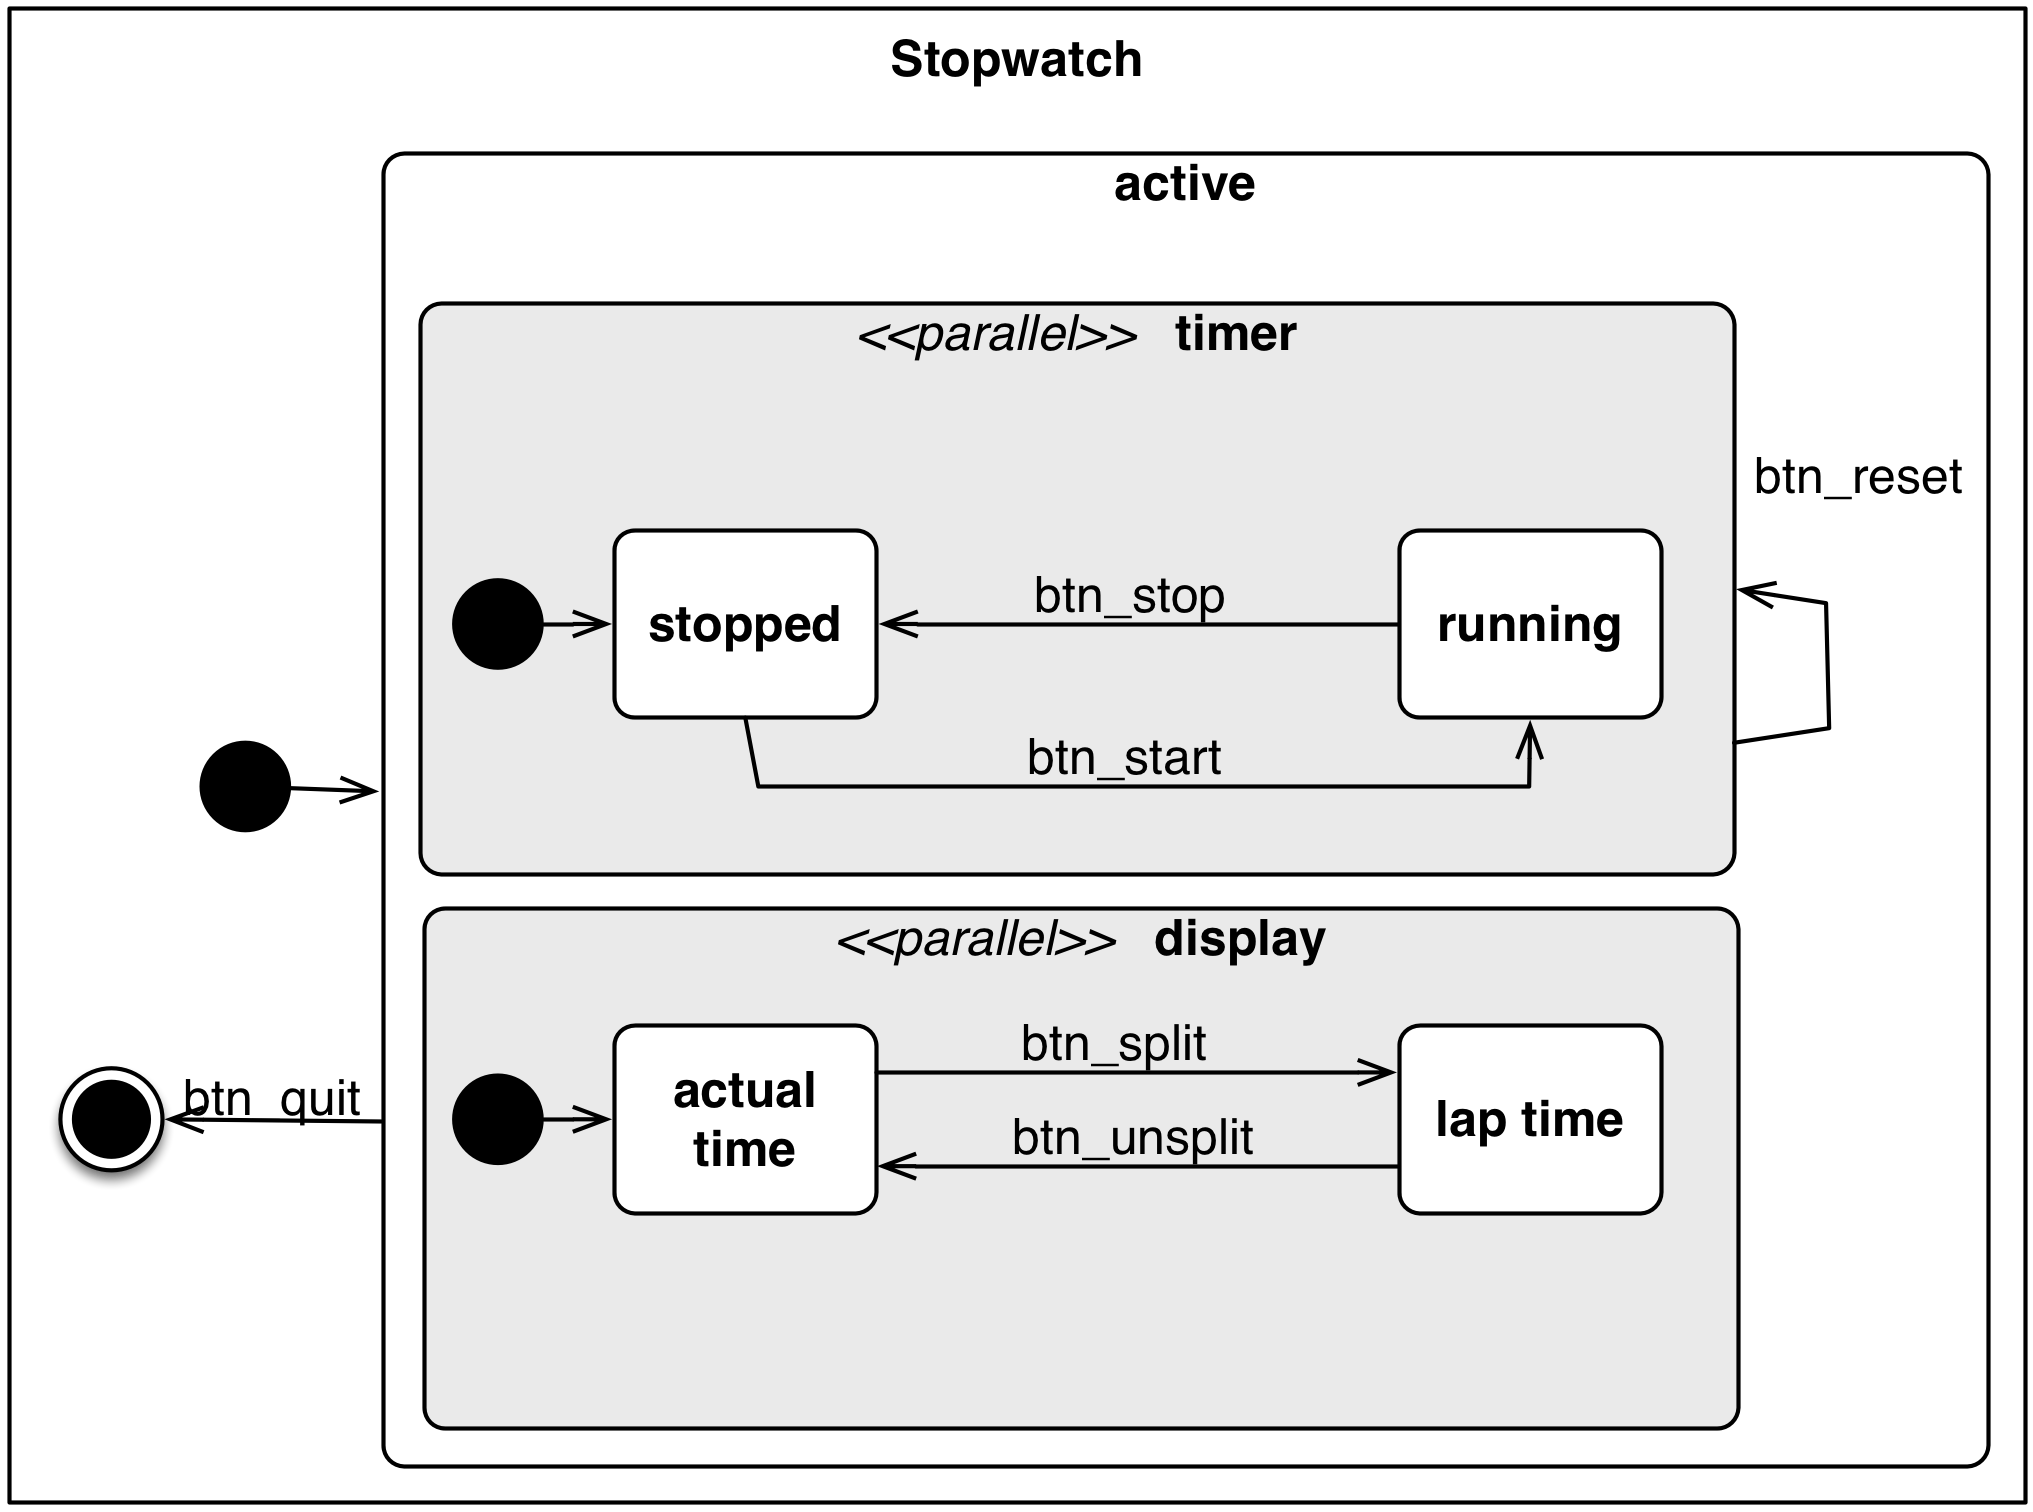 Stopwatch
active
<<parallel>> timer
btn_reset
btn_stop
stopped
running
btn_start
<<parallel>> display
btn_split
actual
time
lap time
btn_unsplit
btn_quit